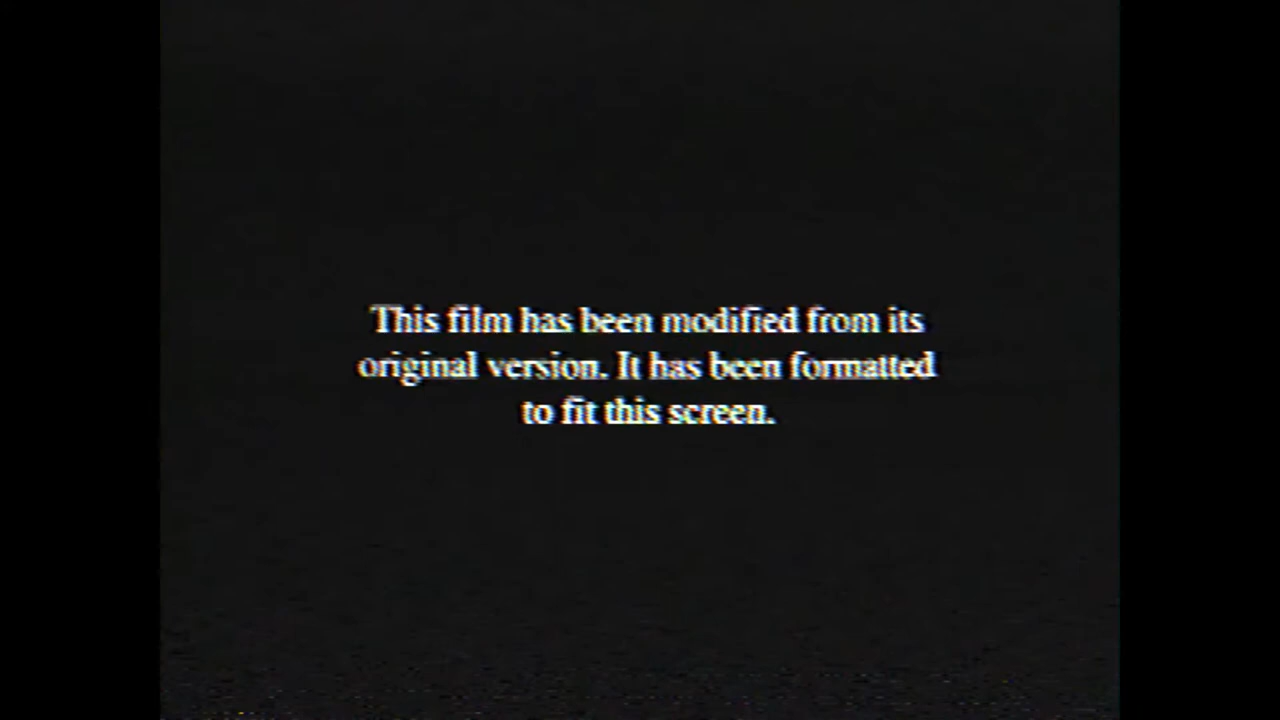 This film has been modified from its
original version. It has been formatted
to fit this screen.